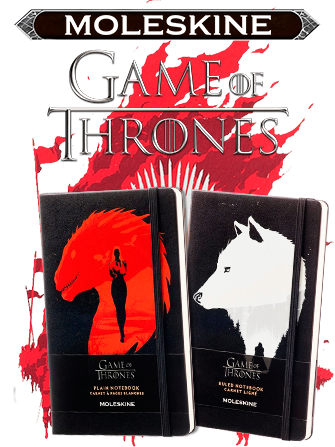 MOLESKINE
GAME OF
THRONES
GAME OF
THRONES
PLAIN NOTEBOOK
CARNET À PAGES BLANCHES
MOLESKINE
GAME OF
THRONES
RULED NOTEBOOK
CARNET LIGNÉ
MOLESKINE